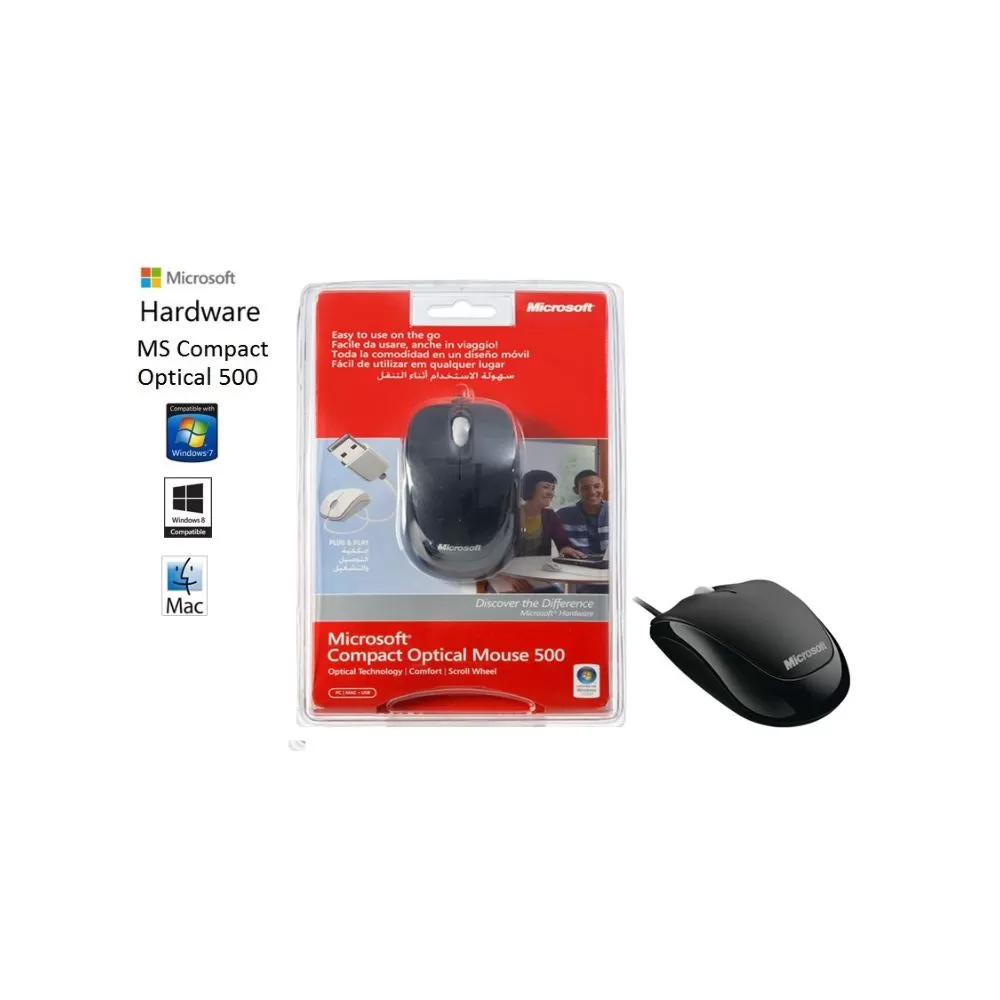 Microsoft
Hardware
MS Compact
Optical 500
Compatible with
Windows 7
Windows 8
Compatible
Mac
Microsoft®
Easy to use on the go
Facile da usare, anche in viaggio!
Toda la comodidad en un diseño móvil
Fácil de utilizar em qualquer lugar
سهولة الاستخدام أثناء التنقل
PLUG & PLAY
التوصيل
والتشغيل
Microsoft
Discover the Difference
Microsoft® Hardware
Microsoft®
Compact Optical Mouse 500
Optical Technology | Comfort | Scroll Wheel
PC | MAC - USB
Windows
Microsoft